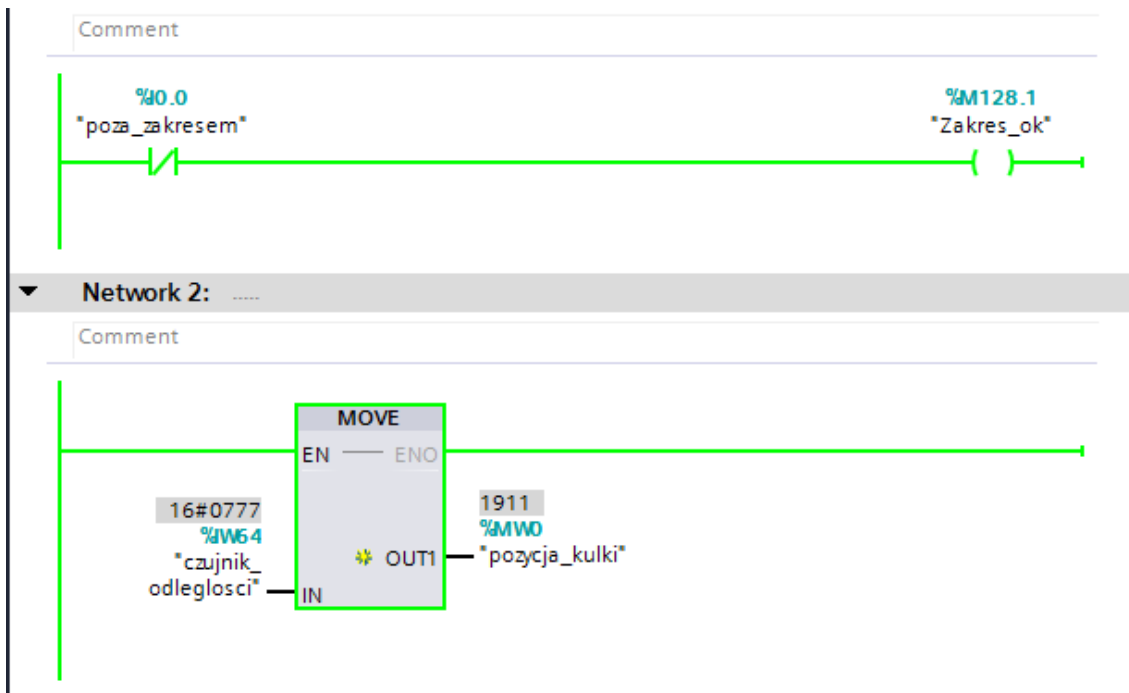 Comment
%I0.0
"poza_zakresem"
%M128.1
"Zakres_ok"
Network 2: .....
Comment
MOVE
EN
ENO
16#0777
%IW64
"czujnik_
odleglosci"
IN
OUT1
1911
%MW0
"pozycja_kulki"